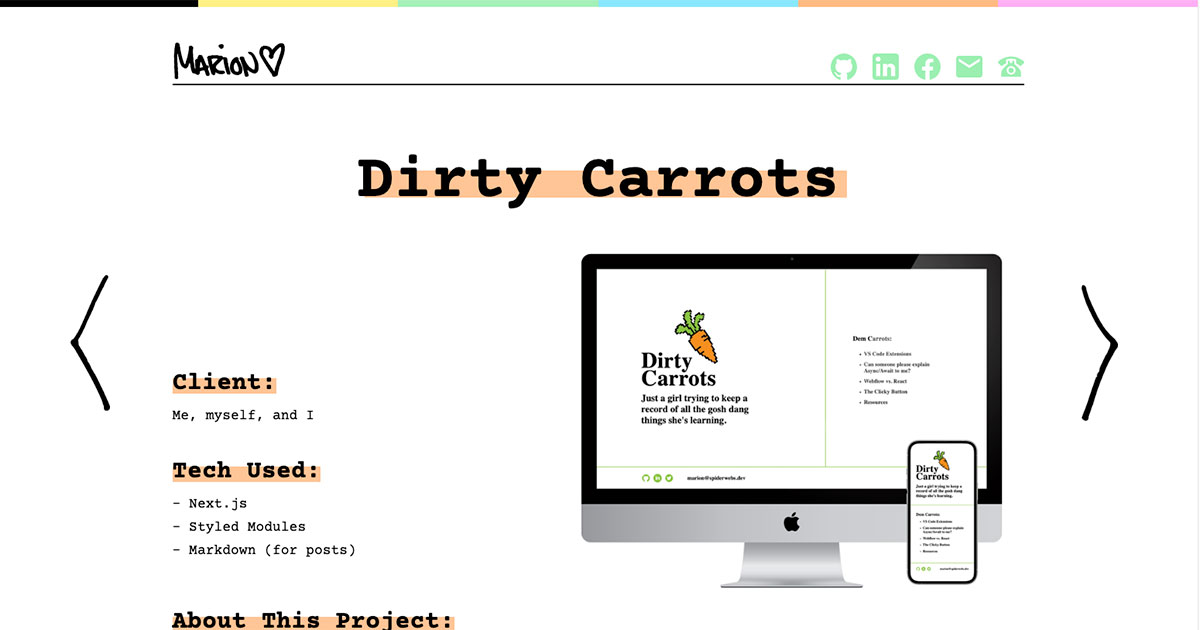 Marion
Dirty Carrots
Client:
Me, myself, and I
Tech Used:
- Next.js
- Styled Modules
- Markdown (for posts)
About This Project:
Dirty
Carrots
Just a girl trying to keep a
record of all the gosh dang
things she's learning.
Dem Carrots:
• VS Code Extensions
• Can someone please explain
Async/Await to me?
• Webflow vs. React
• The Clicky Button
• Resources
marion@spiderwebs.dev
Dirty
Carrots
Just a girl trying to keep a
record of all the gosh dang
things she's learning.
Dem Carrots:
• VS Code Extensions
• Can someone please explain
Async/Await to me?
• Webflow vs. React
• The Clicky Button
• Resources
marion@spiderwebs.dev